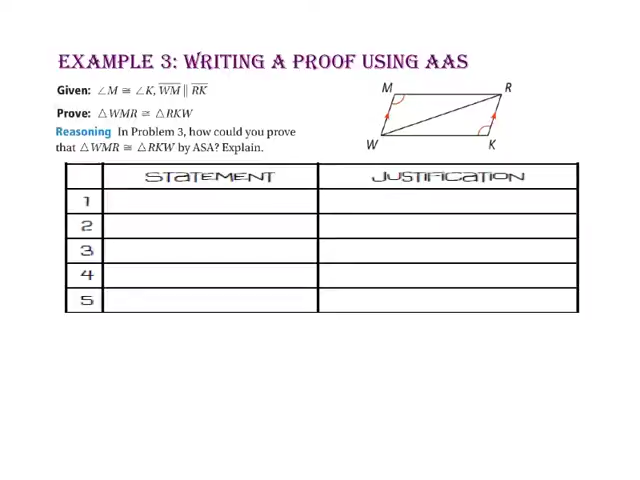 EXAMPLE 3: WRITING A PROOF USING AAS
Given: ∠M ≅ ∠K, WM ∥ RK
Prove: △WMR ≅ △RKW
Reasoning In Problem 3, how could you prove
that △WMR ≅ △RKW by ASA? Explain.
M R
W K
STATEMENT JUSTIFICATION
1
2
3
4
5